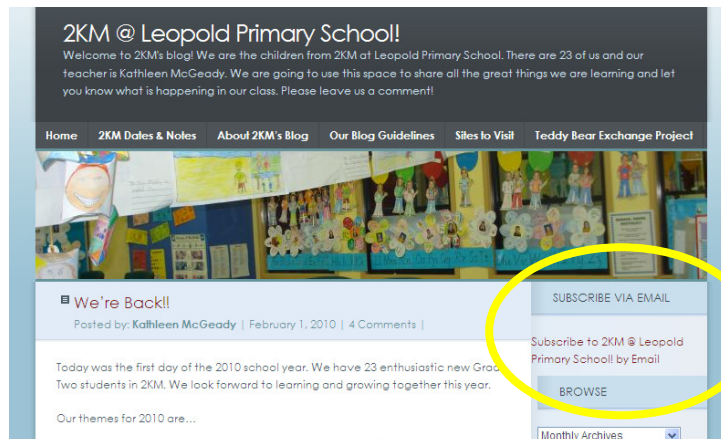 2KM @ Leopold Primary School!
Welcome to 2KM's blog! We are the children from 2KM at Leopold Primary School. There are 23 of us and our
teacher is Kathleen McGeady. We are going to use this space to share all the great things we are learning and let
you know what is happening in our class. Please leave us a comment!
Home 2KM Dates & Notes About 2KM's Blog Our Blog Guidelines Sites to Visit Teddy Bear Exchange Project
We're Back!!
Posted by: Kathleen McGeady | February 1, 2010 | 4 Comments |
Today was the first day of the 2010 school year. We have 23 enthusiastic new Grad
Two students in 2KM. We look forward to learning and growing together this year.
Our themes for 2010 are...
SUBSCRIBE VIA EMAIL
Subscribe to 2KM @ Leopold
Primary School! by Email
BROWSE
Monthly Archives